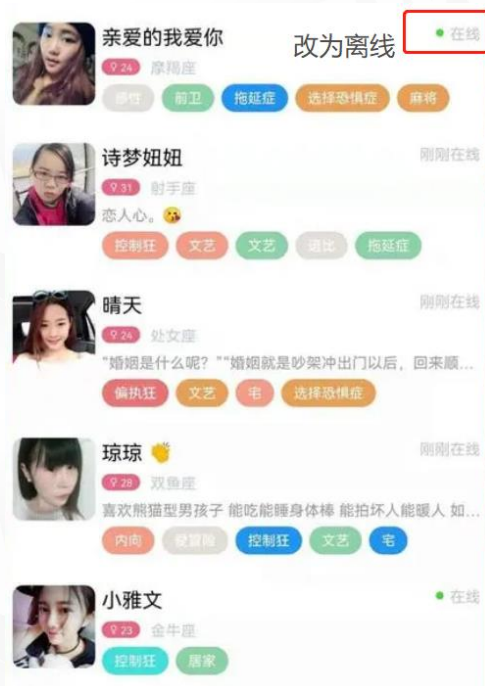 亲爱的我爱你
改为离线
在线
24 摩羯座
感性 前卫 拖延症 选择恐惧症 麻将
诗梦妞妞
刚刚在线
31 射手座
恋人心。😘
控制狂 文艺 文艺 逗比 拖延症
晴天
刚刚在线
24 处女座
“婚姻是什么呢？”“婚姻就是吵架冲出门以后，回来顺...
偏执狂 文艺 宅 选择恐惧症
琼琼 👏
刚刚在线
28 双鱼座
喜欢熊猫型男孩子 能吃能睡身体棒 能拍坏人能暖人 如...
内向 爱冒险 控制狂 文艺 宅
小雅文
在线
23 金牛座
控制狂 居家